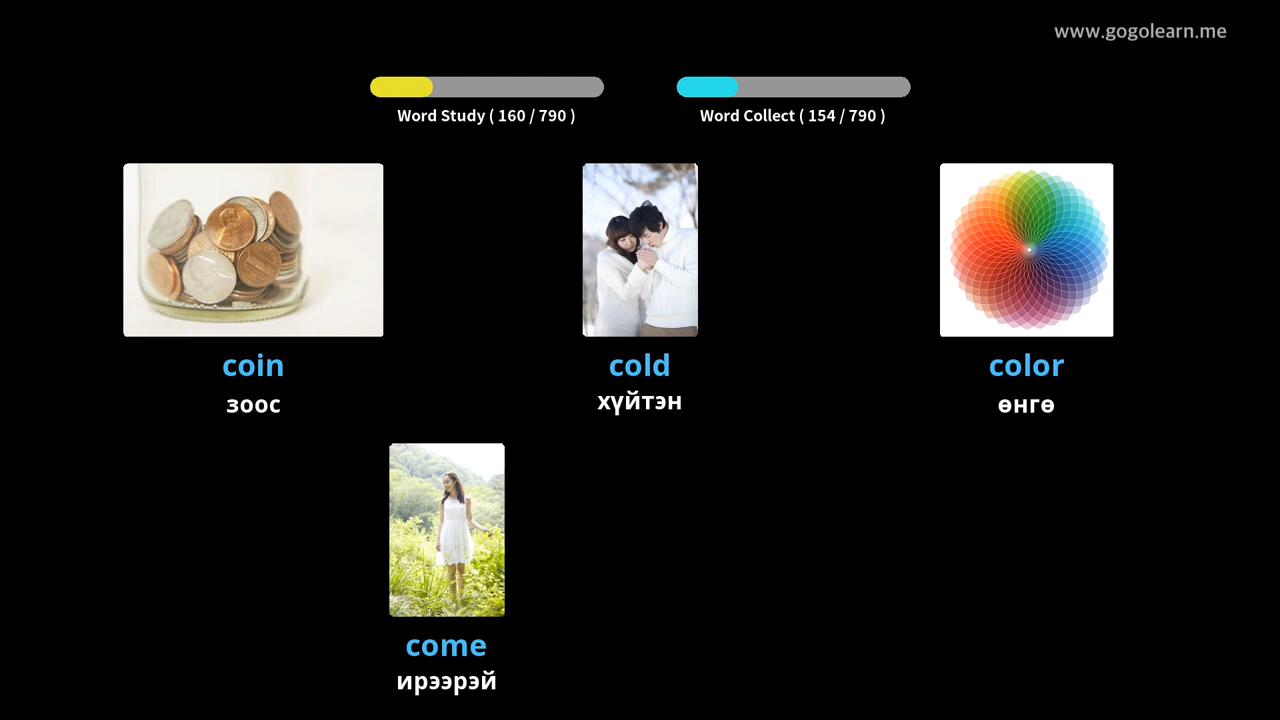 www.gogolearn.me
Word Study ( 160 / 790 )
Word Collect ( 154 / 790 )
coin
зоос
cold
хүйтэн
color
өнгө
come
ирээрэй